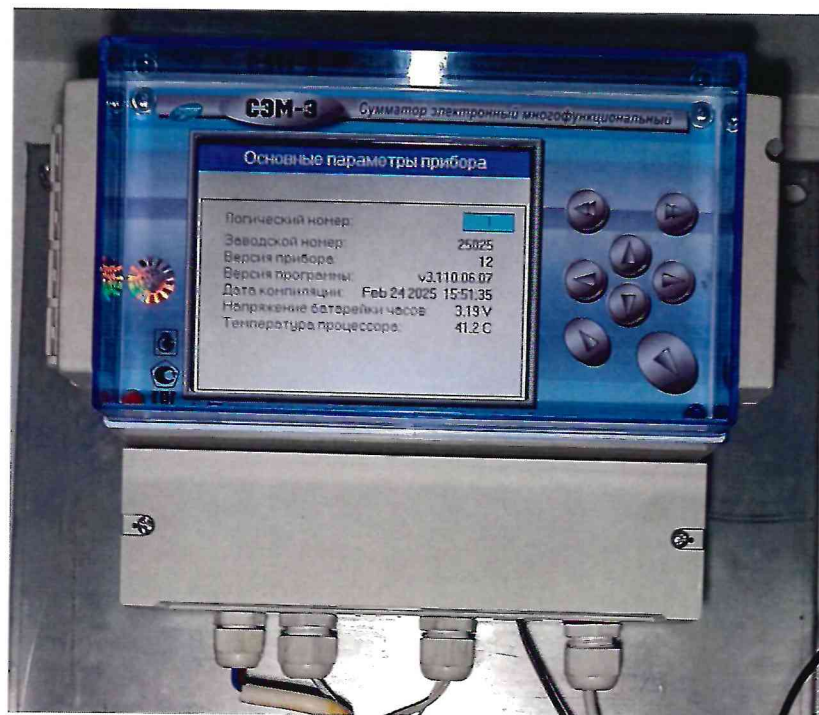 СЭМ-3 Сумматор электронный многофункциональный
Основные параметры прибора
Логический номер: 1
Заводской номер: 25025
Версия прибора: 12
Версия программы: v3.110.06.07
Дата компиляции: Feb 24 2025 15:51:35
Напряжение батарейки часов: 3.19 V
Температура процессора: 41.2 C